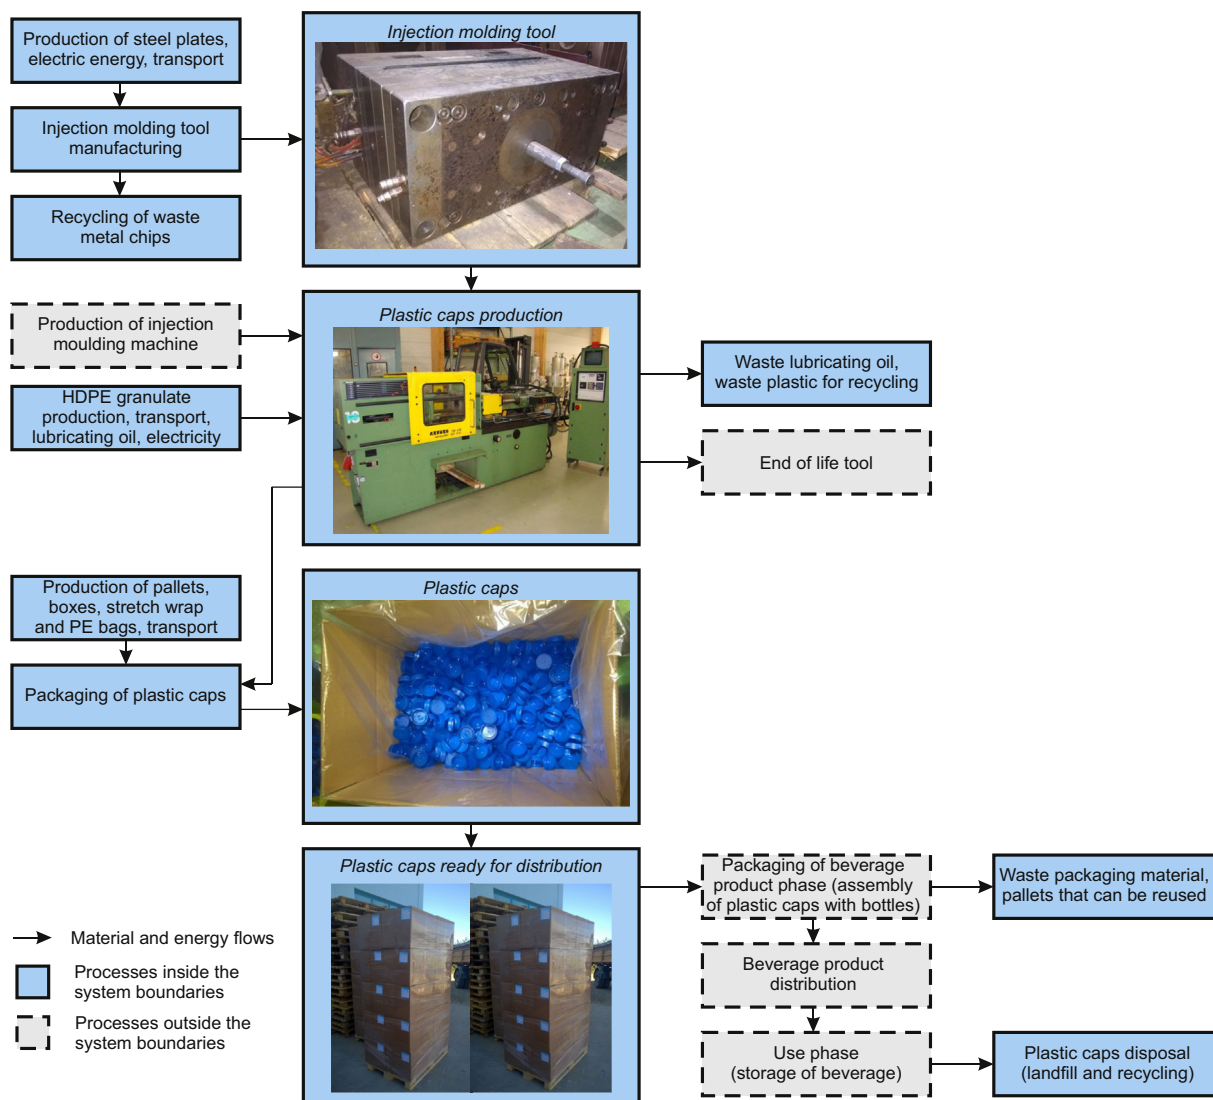 Production of steel plates,
electric energy, transport
Injection molding tool
manufacturing
Recycling of waste
metal chips
Injection molding tool
Production of injection
moulding machine
HDPE granulate
production, transport,
lubricating oil, electricity
Plastic caps production
Waste lubricating oil,
waste plastic for recycling
End of life tool
Production of pallets,
boxes, stretch wrap
and PE bags, transport
Packaging of plastic caps
Plastic caps
Plastic caps ready for distribution
Packaging of beverage
product phase (assembly
of plastic caps with bottles)
Waste packaging material,
pallets that can be reused
Beverage product
distribution
Use phase
(storage of beverage)
Plastic caps disposal
(landfill and recycling)
Material and energy flows
Processes inside the
system boundaries
Processes outside the
system boundaries